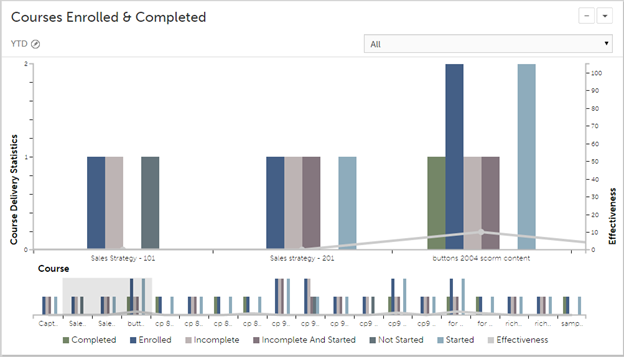 Courses Enrolled & Completed
YTD
All
Course Delivery Statistics
2
1
0
100
90
80
70
60
50
40
30
20
10
0
Effectiveness
Sales Strategy - 101 Sales strategy - 201 buttons 2004 scorm content
Course
Capt.. Sale.. Sale.. butt.. cp 8.. cp 8.. cp 8.. cp 8.. cp 9.. cp 9.. cp 9.. cp9 .. cp9 .. cp9 .. for .. for .. rich.. rich.. samp..
Completed Enrolled Incomplete Incomplete And Started Not Started Started Effectiveness